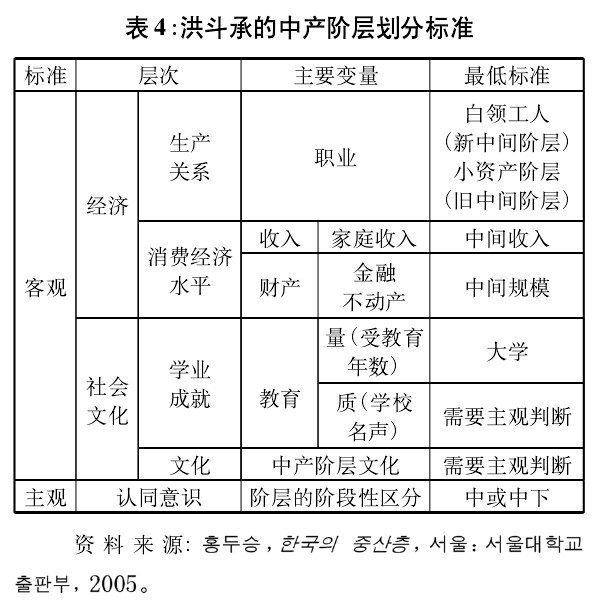 表4:洪斗承的中产阶层划分标准
标准 层次 主要变量 最低标准
客观
经济
生产
关系
职业
白领工人
(新中间阶层)
小资产阶层
(旧中间阶层)
消费经济
水平
收入 家庭收入 中间收入
财产
金融
不动产
中间规模
社会
文化
学业
成就
教育
量(受教育
年数)
大学
质(学校
名声)
需要主观判断
文化 中产阶层文化 需要主观判断
主观 认同意识 阶层的阶段性区分 中或中下
资料来源: 홍두승, 한국의 중산층, 서울: 서울대학교
출판부, 2005。